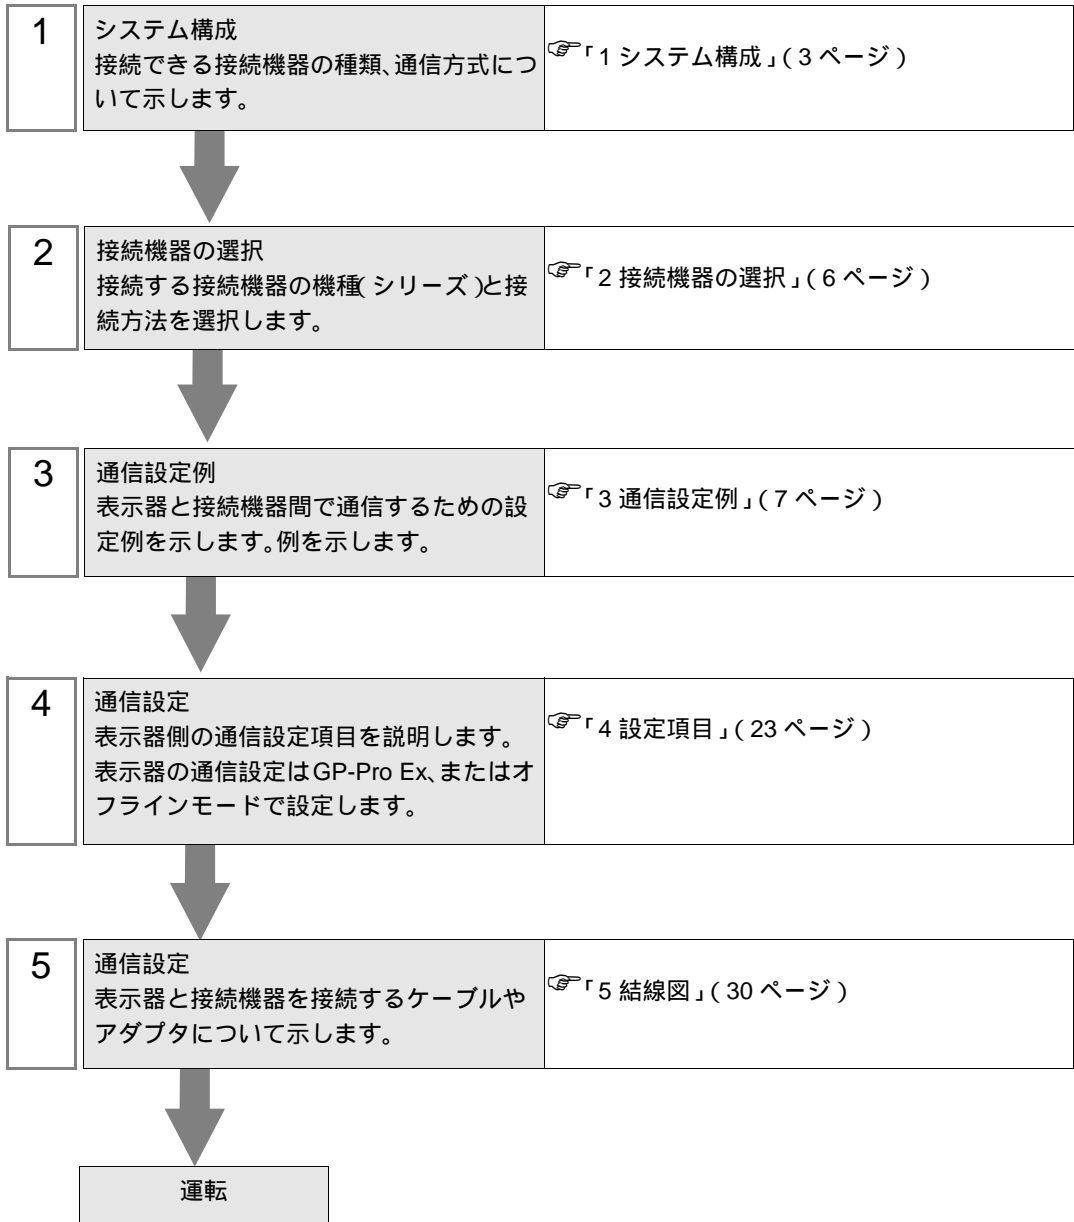 1
システム構成
接続できる接続機器の種類、通信方式につ
いて示します。
☞「1 システム構成」(3 ページ)
2
接続機器の選択
接続する接続機器の機種(シリーズ)と接
続方法を選択します。
☞「2 接続機器の選択」(6 ページ)
3
通信設定例
表示器と接続機器間で通信するための設
定例を示します。例を示します。
☞「3 通信設定例」(7 ページ)
4
通信設定
表示器側の通信設定項目を説明します。
表示器の通信設定はGP-Pro Ex、またはオ
フラインモードで設定します。
☞「4 設定項目」(23 ページ)
5
通信設定
表示器と接続機器を接続するケーブルや
アダプタについて示します。
☞「5 結線図」(30 ページ)
運転